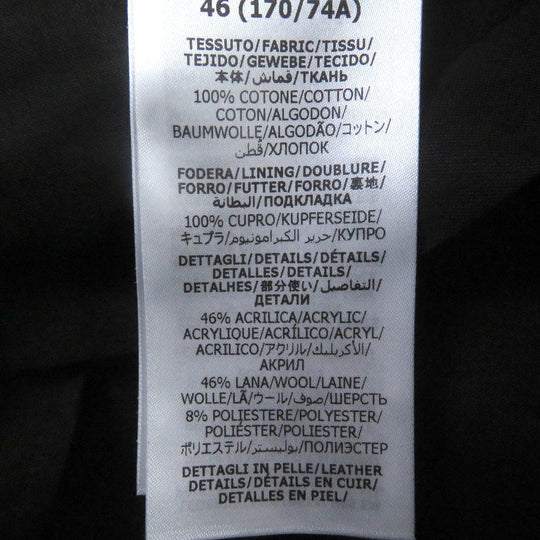 46 (170/74A)
TESSUTO/FABRIC/TISSU/
TEJIDO/GEWEBE/TECIDO/
本体/قماش/ТКАНЬ
100% COTONE/COTTON/
COTON/ALGODON/
BAUMWOLLE/ALGODÃO/コットン/
قطن/ХЛОПОК
FODERA/LINING/DOUBLURE/
FORRO/FUTTER/FORRO/裏地/
البطانة/ПОДКЛАДКА
100% CUPRO/KUPFERSEIDE/
キュプラ/حرير الكبرامونيوم/КУПРО
DETTAGLI/DETAILS/DÉTAILS/
DETALLES/DETAILS/
DETALHES/部分使い/التفاصيل/
ДЕТАЛИ
46% ACRILICA/ACRYLIC/
ACRYLIQUE/ACRÍLICO/ACRYL/
ACRILICO/アクリル/الأكريليك/
АКРИЛ
46% LANA/WOOL/LAINE/
WOLLE/LÃ/ウール/صوف/ШЕРСТЬ
8% POLIESTERE/POLYESTER/
POLIÉSTER/POLIESTER/
ポリエステル/بوليستر/ПОЛИЭСТЕР
DETTAGLI IN PELLE/LEATHER
DETAILS/DÉTAILS EN CUIR/
DETALLES EN PIEL/